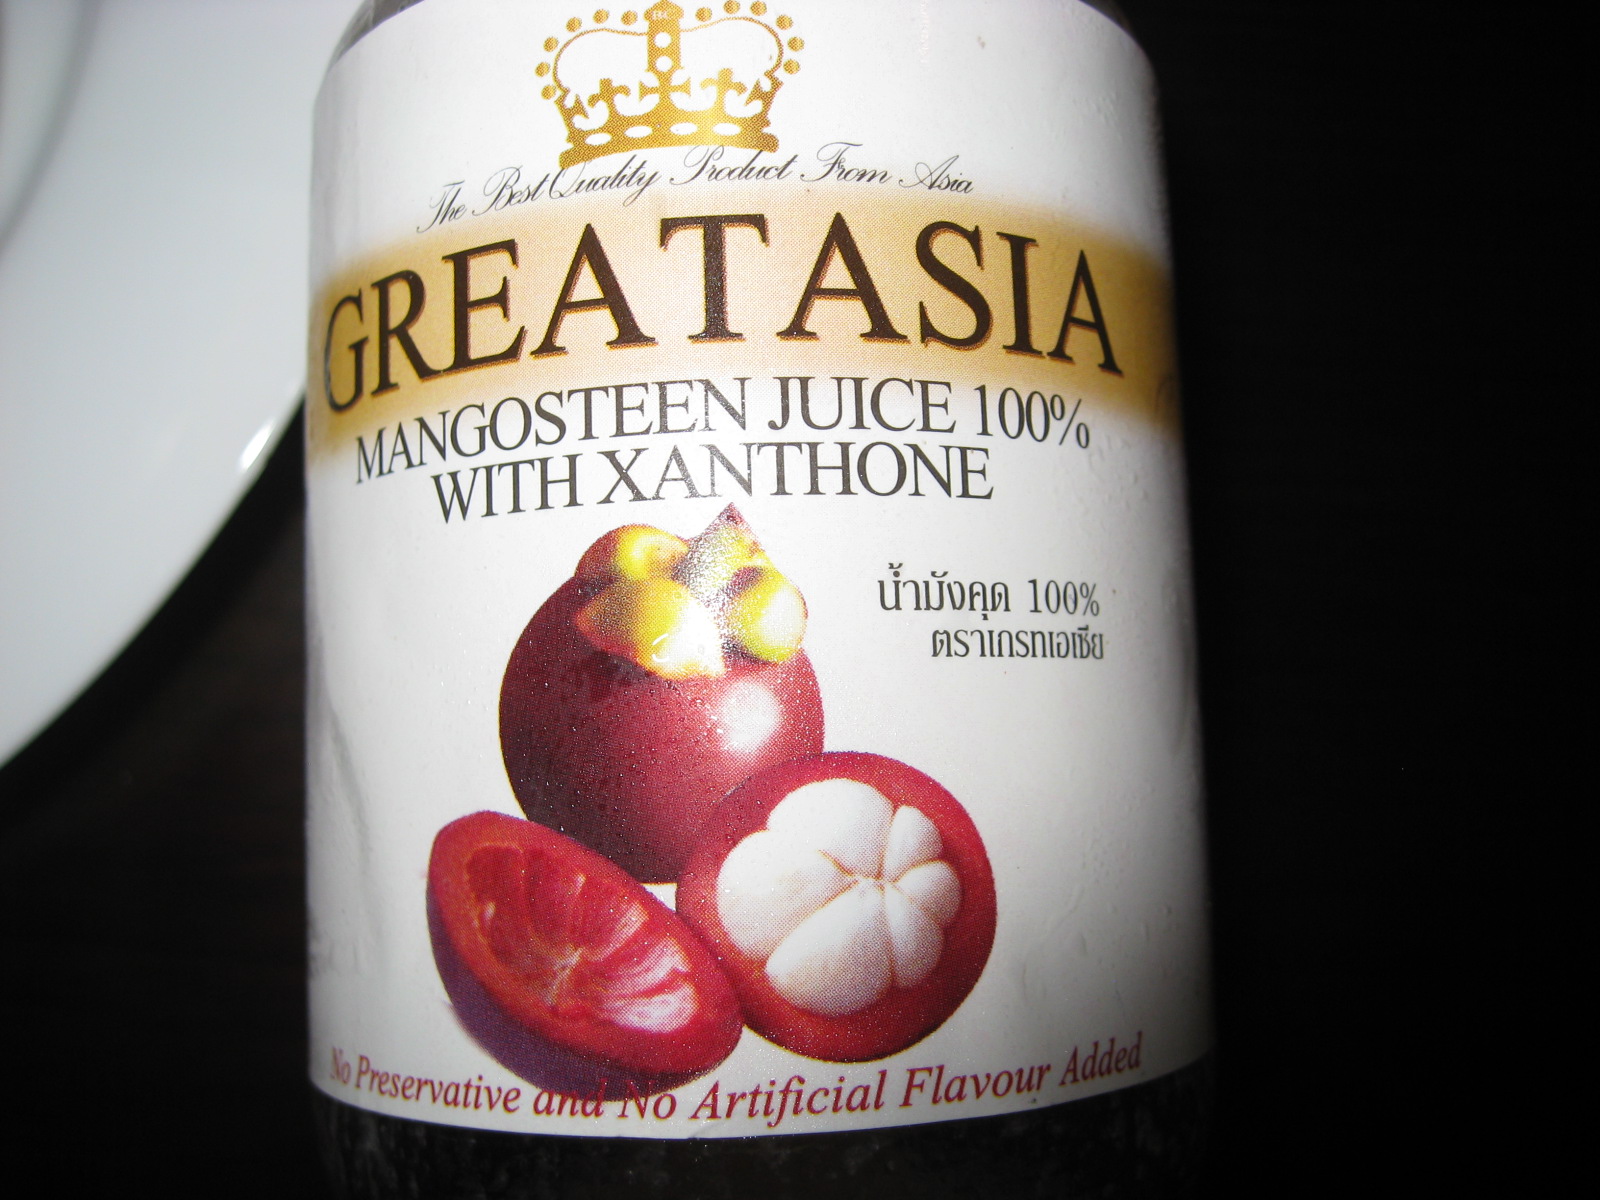 The Best Quality Product From Asia
GREATASIA
MANGOSTEEN JUICE 100%
WITH XANTHONE
น้ำมังคุด 100%
ตราเกรทเอเชีย
No Preservative and No Artificial Flavour Added